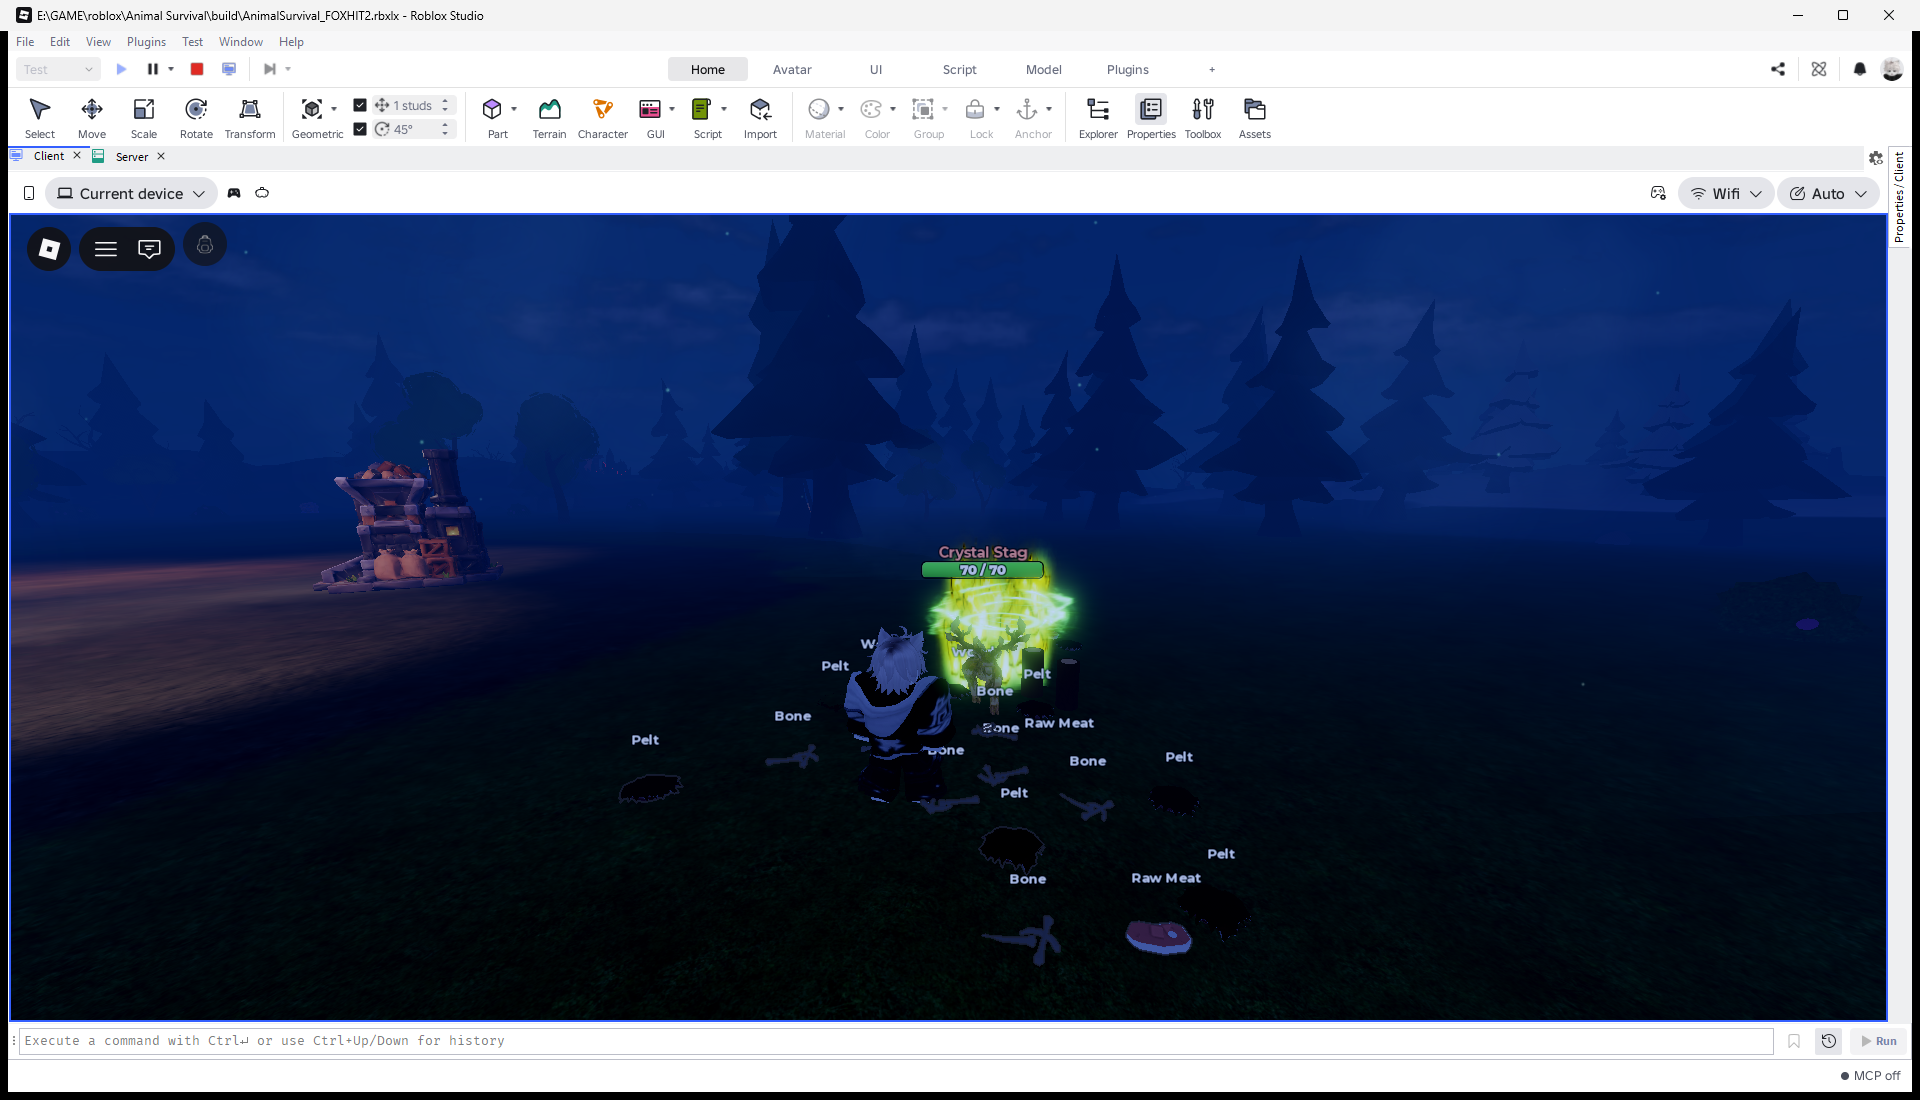 E:\GAME\roblox\Animal Survival\build\AnimalSurvival_FOXHIT2.rbxlx - Roblox Studio
File Edit View Plugins Test Window Help
Test
Home Avatar UI Script Model Plugins +
1 studs
45°
Select Move Scale Rotate Transform Geometric Part Terrain Character GUI Script Import Material Color Group Lock Anchor Explorer Properties Toolbox Assets
Client Server
Properties / Client
Current device Wifi Auto
Crystal Stag
70 / 70
Pelt
Pelt
Bone
Bone
Pelt
Bone
Raw Meat
Bone
Pelt
Bone
Pelt
Pelt
Bone
Pelt
Raw Meat
Bone
Execute a command with Ctrl↵ or use Ctrl+Up/Down for history
Run
MCP off